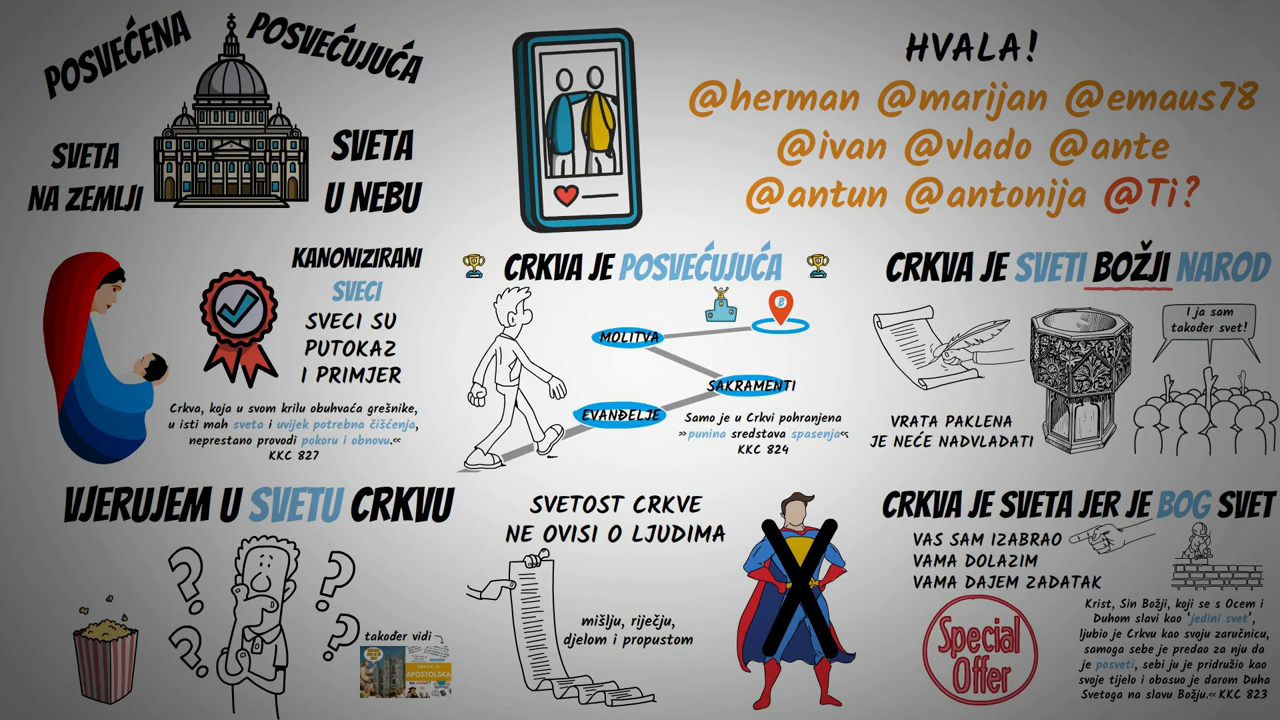 POSVEĆENA
POSVEĆUJUĆA
SVETA
NA ZEMLJI
SVETA
U NEBU
HVALA!
@herman @marijan @emaus78
@ivan @vlado @ante
@antun @antonija @Ti?
KANONIZIRANI
SVECI
SVECI SU
PUTOKAZ
I PRIMJER
Crkva, koja u svom krilu obuhvaća grešnike,
u isti mah sveta i uvijek potrebna čišćenja,
neprestano provodi pokoru i obnovu.«
KKC 827
CRKVA JE POSVEĆUJUĆA
B
MOLITVA
SAKRAMENTI
EVANĐELJE
Samo je u Crkvi pohranjena
»punina sredstava spasenja«
KKC 824
CRKVA JE SVETI BOŽJI NAROD
I ja sam
također svet!
VRATA PAKLENA
JE NEĆE NADVLADATI
VJERUJEM U SVETU CRKVU
također vidi
APOSTOLSKA
SVETOST CRKVE
NE OVISI O LJUDIMA
mišlju, riječju,
djelom i propustom
CRKVA JE SVETA JER JE BOG SVET
VAS SAM IZABRAO
VAMA DOLAZIM
VAMA DAJEM ZADATAK
Special
Offer
Krist, Sin Božji, koji se s Ocem i
Duhom slavi kao 'jedini svet',
ljubio je Crkvu kao svoju zaručnicu,
samoga sebe je predao za nju da
je posveti, sebi ju je pridružio kao
svoje tijelo i obasuo je darom Duha
Svetoga na slavu Božju.« KKC 823